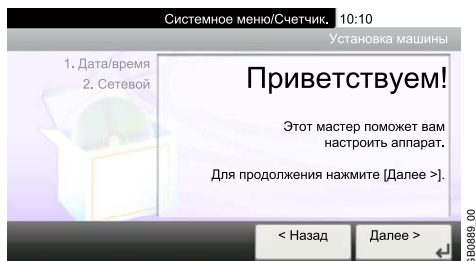 Системное меню/Счетчик. 10:10
Установка машины
1. Дата/время
2. Сетевой
Приветствуем!
Этот мастер поможет вам
настроить аппарат.
Для продолжения нажмите [Далее >].
< Назад
Далее >
GB0889_00